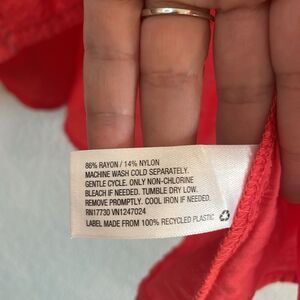 86% RAYON / 14% NYLON
MACHINE WASH COLD SEPARATELY.
GENTLE CYCLE. ONLY NON-CHLORINE
BLEACH IF NEEDED. TUMBLE DRY LOW.
REMOVE PROMPTLY. COOL IRON IF NEEDED.
RN17730 VN1247024
LABEL MADE FROM 100% RECYCLED PLASTIC